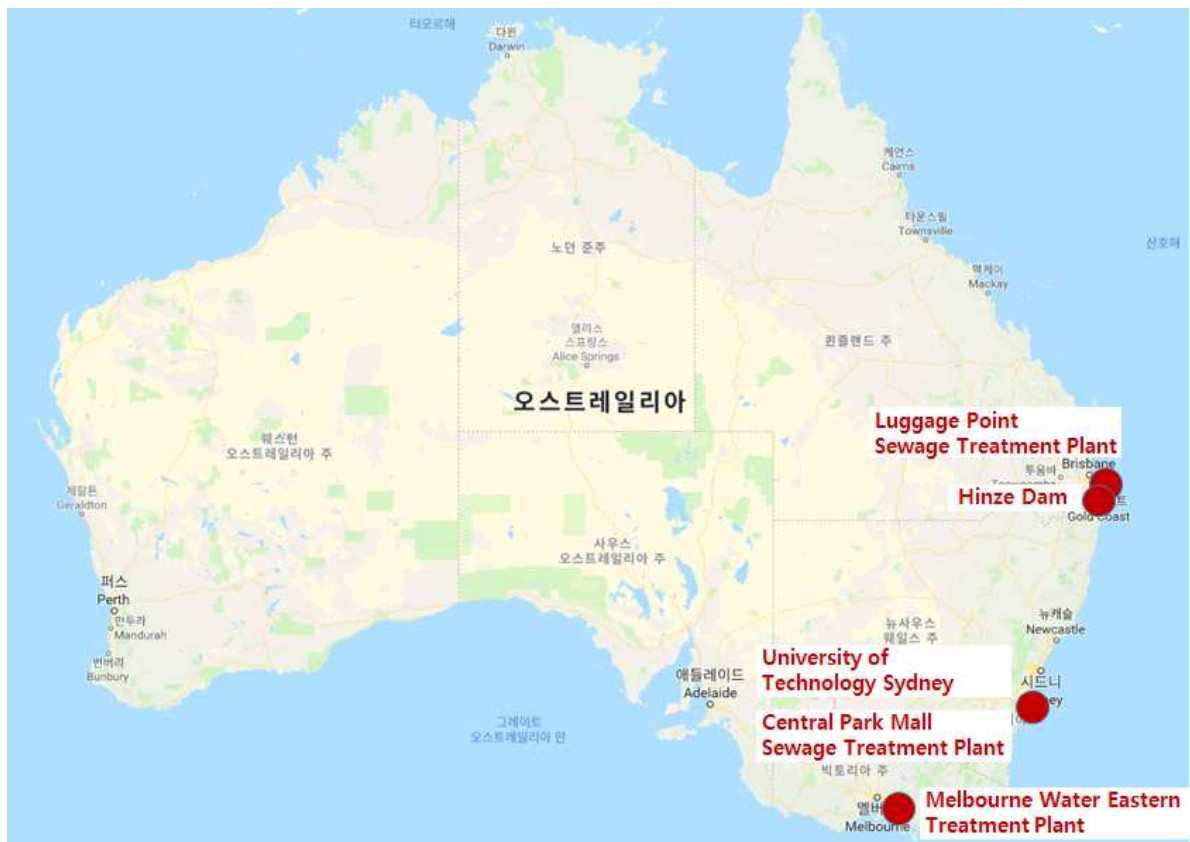 티모르해
다윈
Darwin
케언스
Cairns
타운스빌
Townsville
산호해
노던 준주
맥케이
Mackay
앨리스
스프링스
Alice Springs
퀸즐랜드 주
오스트레일리아
Luggage Point
Sewage Treatment Plant
웨스턴
오스트레일리아 주
투움바
Brisbane
Hinze Dam
Gold Coast
제럴튼
Geraldton
사우스
오스트레일리아 주
퍼스
Perth
만두라
Mandurah
번버리
Bunbury
뉴캐슬
Newcastle
뉴사우스
웨일스 주
University of
Technology Sydney
시드니
애들레이드
Adelaide
그레이트
오스트레일리아 만
Central Park Mall
Sewage Treatment Plant
빅토리아 주
Melbourne
Melbourne Water Eastern
Treatment Plant